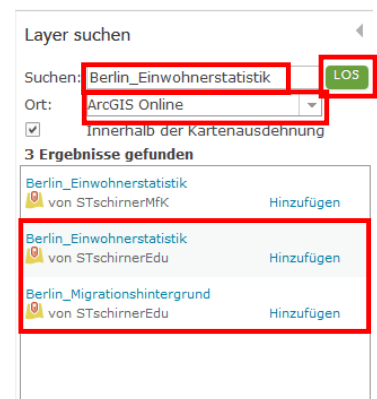 Layer suchen
Suchen: Berlin_Einwohnerstatistik LOS
Ort: ArcGIS Online
Innerhalb der Kartenausdehnung
3 Ergebnisse gefunden
Berlin_Einwohnerstatistik
von STschirnerMfK Hinzufügen
Berlin_Einwohnerstatistik
von STschirnerEdu Hinzufügen
Berlin_Migrationshintergrund
von STschirnerEdu Hinzufügen